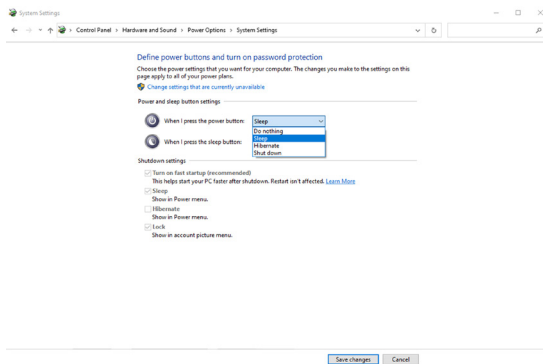 System Settings
Control Panel > Hardware and Sound > Power Options > System Settings
Define power buttons and turn on password protection
Choose the power settings that you want for your computer. The changes you make to the settings on this
page apply to all of your power plans.
Change settings that are currently unavailable
Power and sleep button settings
When I press the power button: Sleep
Do nothing
Sleep
Hibernate
Shut down
When I press the sleep button:
Shutdown settings
Turn on fast startup (recommended)
This helps start your PC faster after shutdown. Restart isn't affected. Learn More
Sleep
Show in Power menu.
Hibernate
Show in Power menu.
Lock
Show in account picture menu.
Save changes Cancel